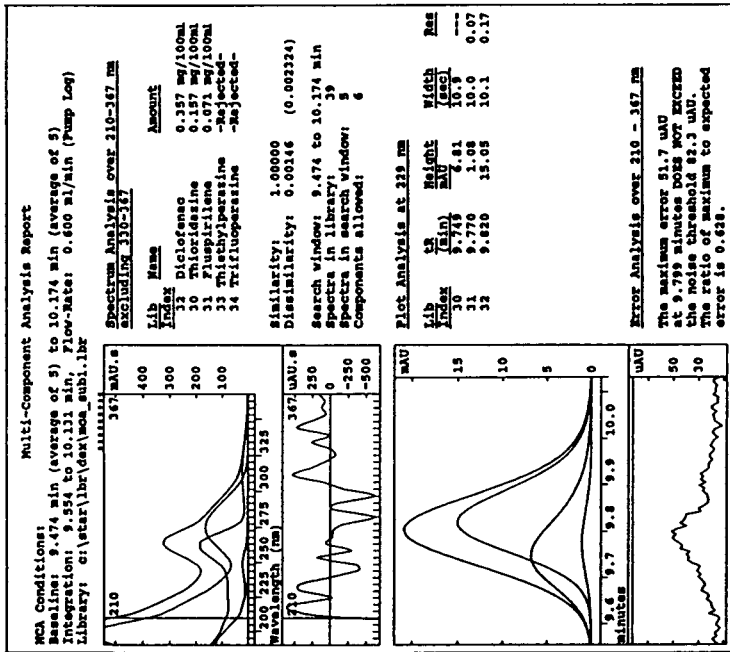 Multi-Component Analysis Report
MCA Conditions:
Baseline: 9.474 min (average of 5) to 10.174 min (average of 5)
Integration: 9.554 to 10.131 min, Flow-Rate: 0.600 ml/min (Pump Log)
Library: c:\star\lbr\dex\moa_sub1.lbr
210
367 mAU.s
400
300
200
100
200 225 250 275 300 325
Wavelength (nm)
Spectrum Analysis over 210-367 nm
excluding 330-367
Lib Name Amount
Index
32 Diclofenac 0.357 mg/100ml
30 Thioridazine 0.157 mg/100ml
31 Fluspirilene 0.071 mg/100ml
33 Thiethylperazine -Rejected-
34 Trifluoperazine -Rejected-
210
367 uAU.s
250
0
-250
-500
Similarity: 1.00000
Dissimilarity: 0.00146 (0.002324)
Search window: 9.474 to 10.174 min
Spectra in library: 39
Spectra in search window: 5
Components allowed: 6
mAU
15
10
5
0
9.6 9.7 9.8 9.9 10.0
minutes
Plot Analysis at 229 nm
Lib tR Height Width Res
Index (min) mAU (sec)
30 9.749 6.81 10.9 ---
31 9.770 1.08 10.0 0.07
32 9.820 15.05 10.1 0.17
uAU
50
30
Error Analysis over 210 - 367 nm
The maximum error 51.7 uAU
at 9.799 minutes DOES NOT EXCEED
the noise threshold 82.3 uAU.
The ratio of maximum to expected
error is 0.628.